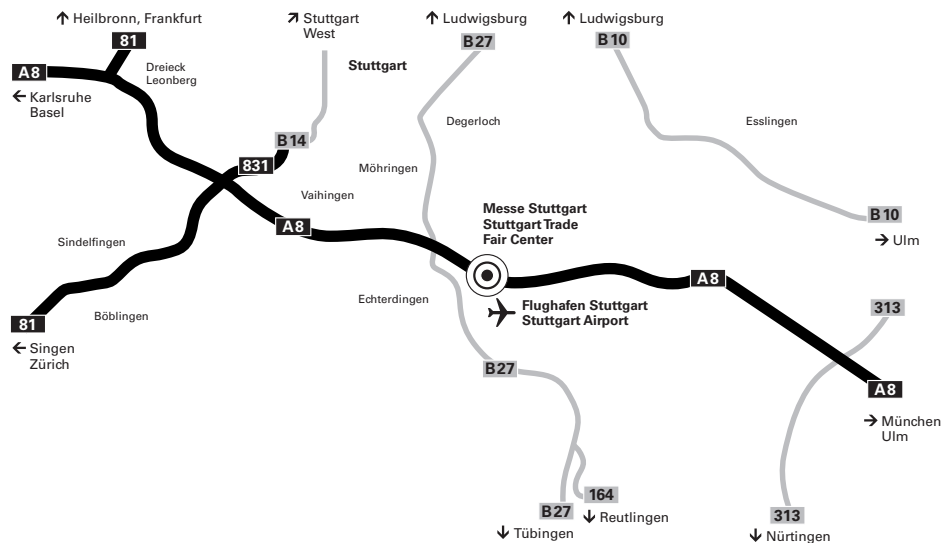 ↑ Heilbronn, Frankfurt
81
A8
← Karlsruhe
Basel
Dreieck
Leonberg
↗ Stuttgart
West
Stuttgart
↑ Ludwigsburg
B27
↑ Ludwigsburg
B10
Degerloch
Esslingen
B14
831
Möhringen
Vaihingen
A8
Messe Stuttgart
Stuttgart Trade
Fair Center
B10
→ Ulm
Sindelfingen
A8
Echterdingen
Flughafen Stuttgart
Stuttgart Airport
313
Böblingen
81
← Singen
Zürich
B27
A8
→ München
Ulm
164
↓ Reutlingen
B27
↓ Tübingen
313
↓ Nürtingen